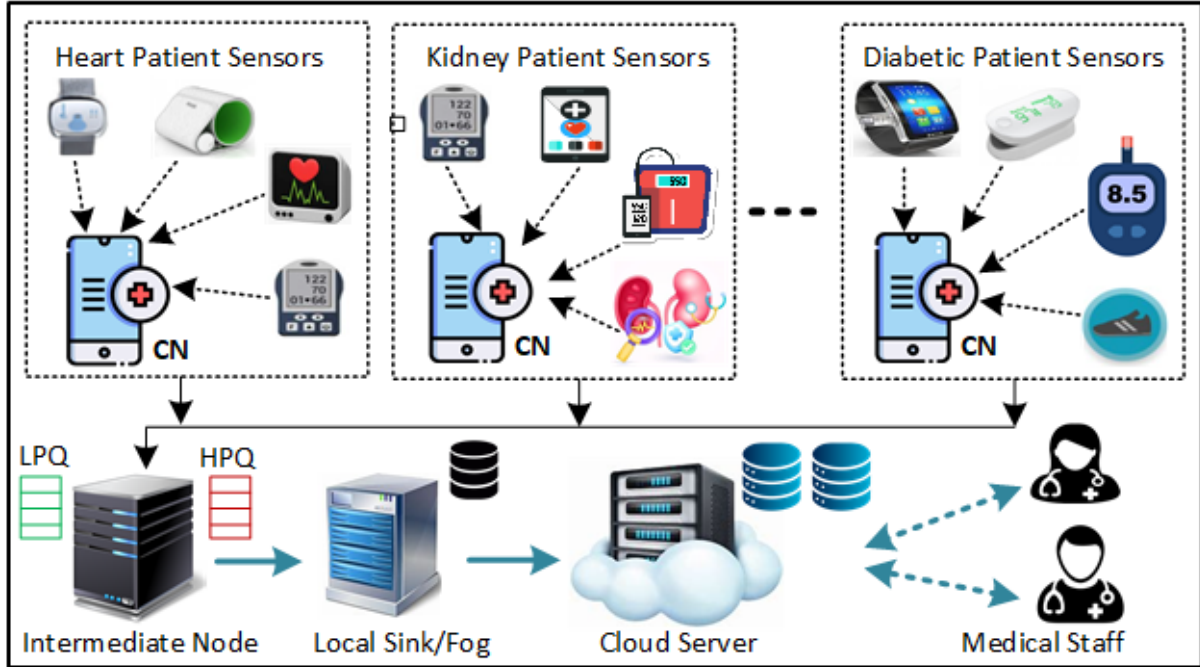 Heart Patient Sensors
Kidney Patient Sensors
Diabetic Patient Sensors
122
70
01•66
122
70
01•66
8.5
CN
CN
CN
LPQ
HPQ
Intermediate Node
Local Sink/Fog
Cloud Server
Medical Staff